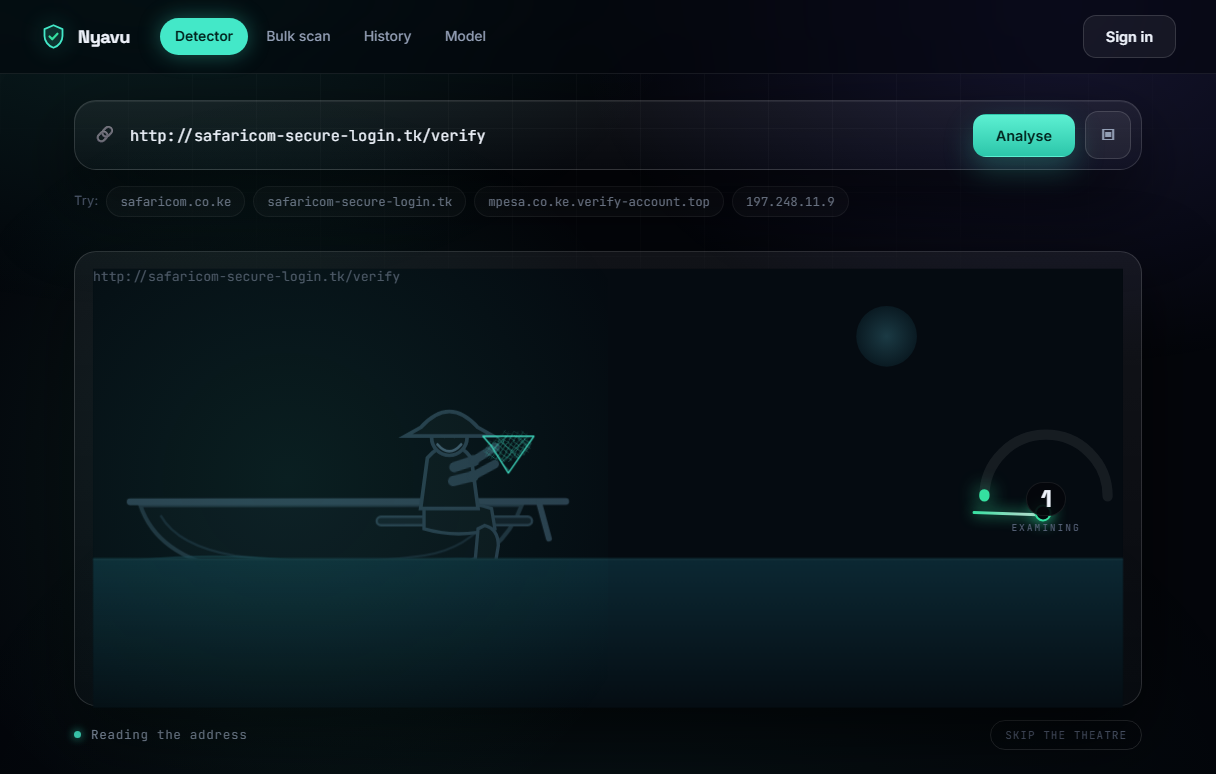 Nyavu Detector Bulk scan History Model Sign in
http://safaricom-secure-login.tk/verify Analyse
Try: safaricom.co.ke safaricom-secure-login.tk mpesa.co.ke.verify-account.top 197.248.11.9
http://safaricom-secure-login.tk/verify
1
EXAMINING
Reading the address SKIP THE THEATRE